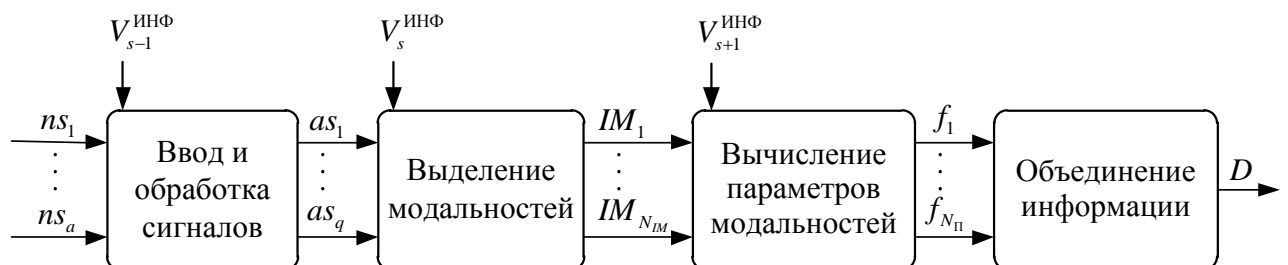 V_{s-1}^{ИНФ}
V_s^{ИНФ}
V_{s+1}^{ИНФ}
ns_1
⋮
ns_a
Ввод и
обработка
сигналов
as_1
⋮
as_q
Выделение
модальностей
IM_1
⋮
IM_{N_{IM}}
Вычисление
параметров
модальностей
f_1
⋮
f_{N_П}
Объединение
информации
D